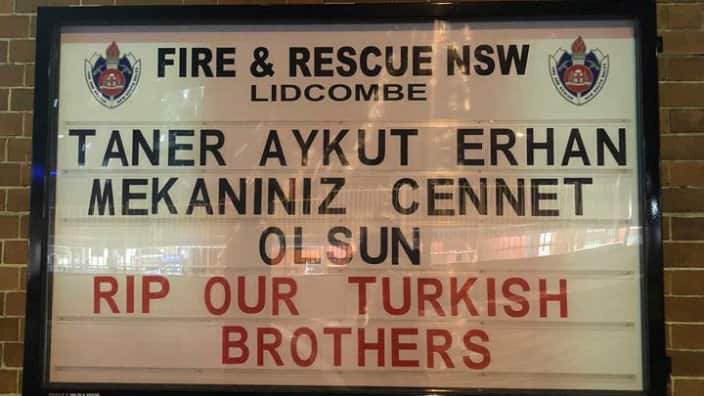 FIRE & RESCUE NSW
LIDCOMBE
TANER AYKUT ERHAN
MEKANINIZ CENNET
OLSUN
RIP OUR TURKISH
BROTHERS